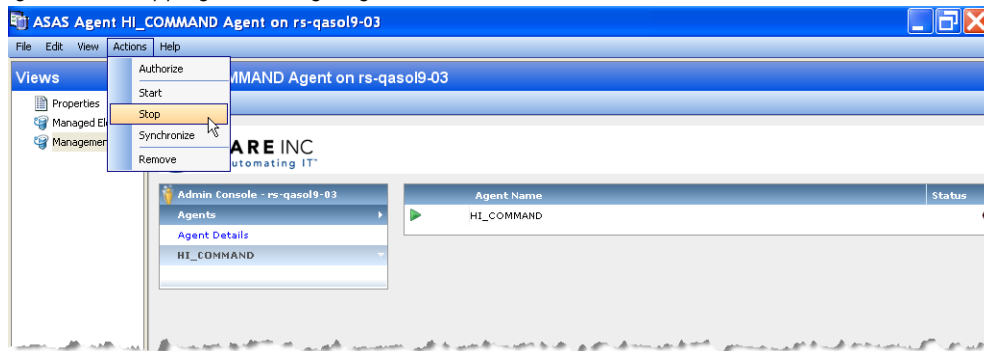 ASAS Agent HI_COMMAND Agent on rs-qasol9-03
File Edit View Actions Help
Views
MMAND Agent on rs-qasol9-03
Authorize
Start
Stop
Synchronize
Remove
Properties
Managed El
Managemen
ARE INC
utomating IT
Admin Console - rs-qasol9-03
Agents
Agent Details
HI_COMMAND
Agent Name Status
HI_COMMAND